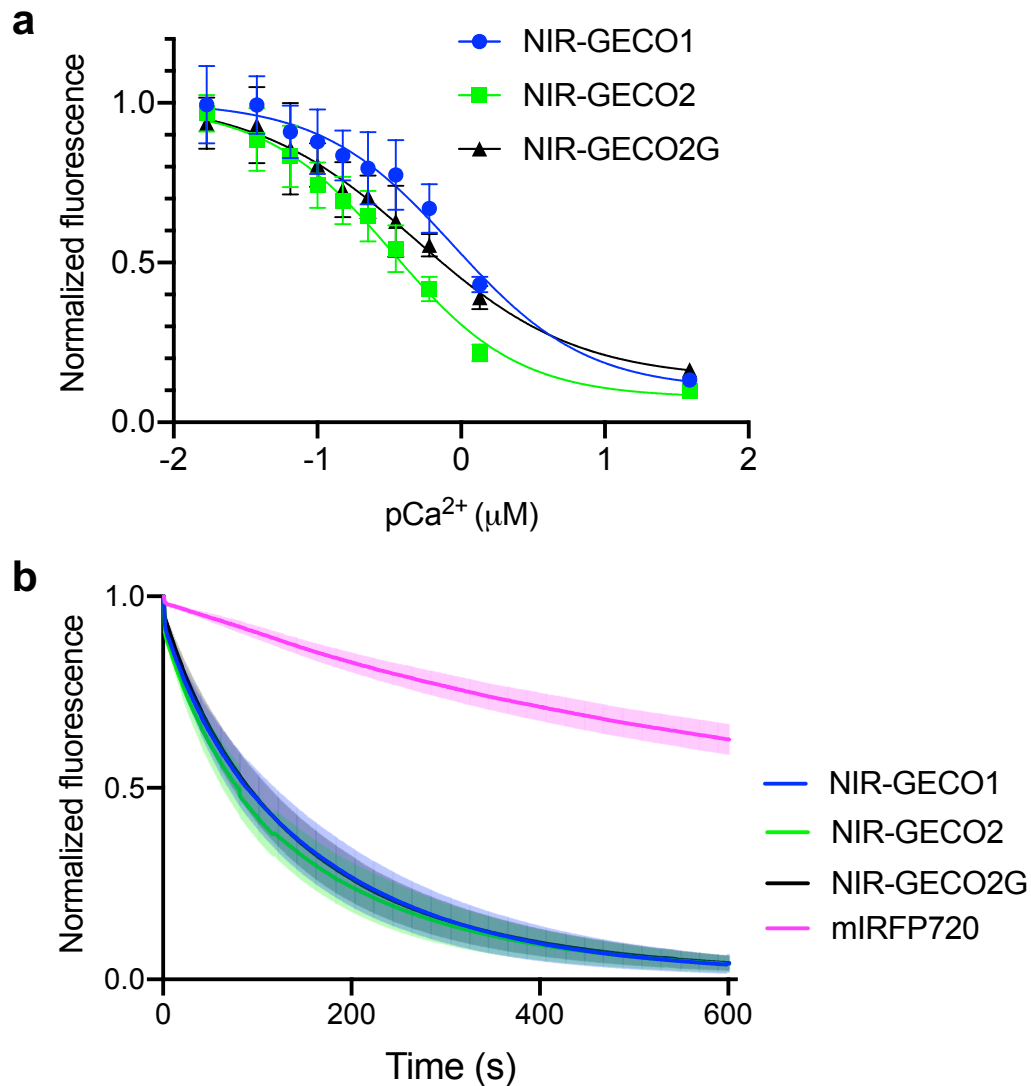 a
NIR-GECO1
NIR-GECO2
NIR-GECO2G
Normalized fluorescence
1.0
0.5
0.0
-2 -1 0 1 2
pCa²⁺ (μM)
b
Normalized fluorescence
1.0
0.5
0.0
0 200 400 600
Time (s)
NIR-GECO1
NIR-GECO2
NIR-GECO2G
mIRFP720